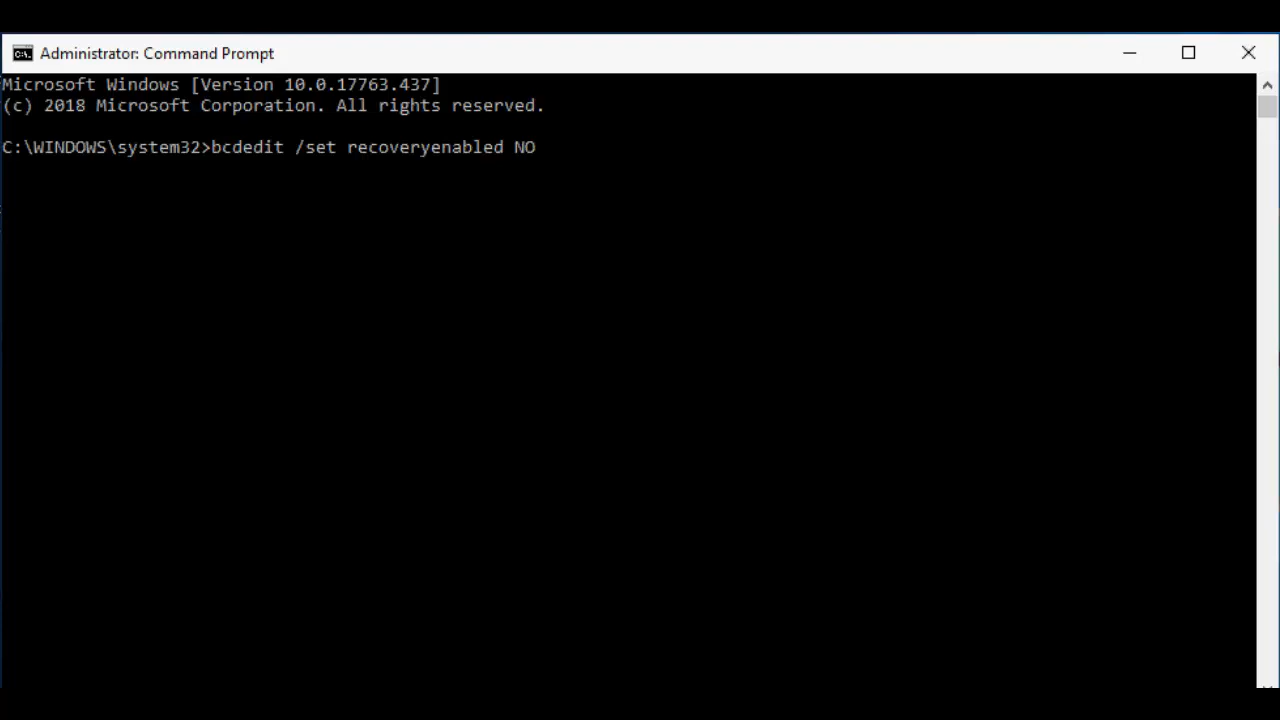 Administrator: Command Prompt
Microsoft Windows [Version 10.0.17763.437]
(c) 2018 Microsoft Corporation. All rights reserved.
C:\WINDOWS\system32>bcdedit /set recoveryenabled NO